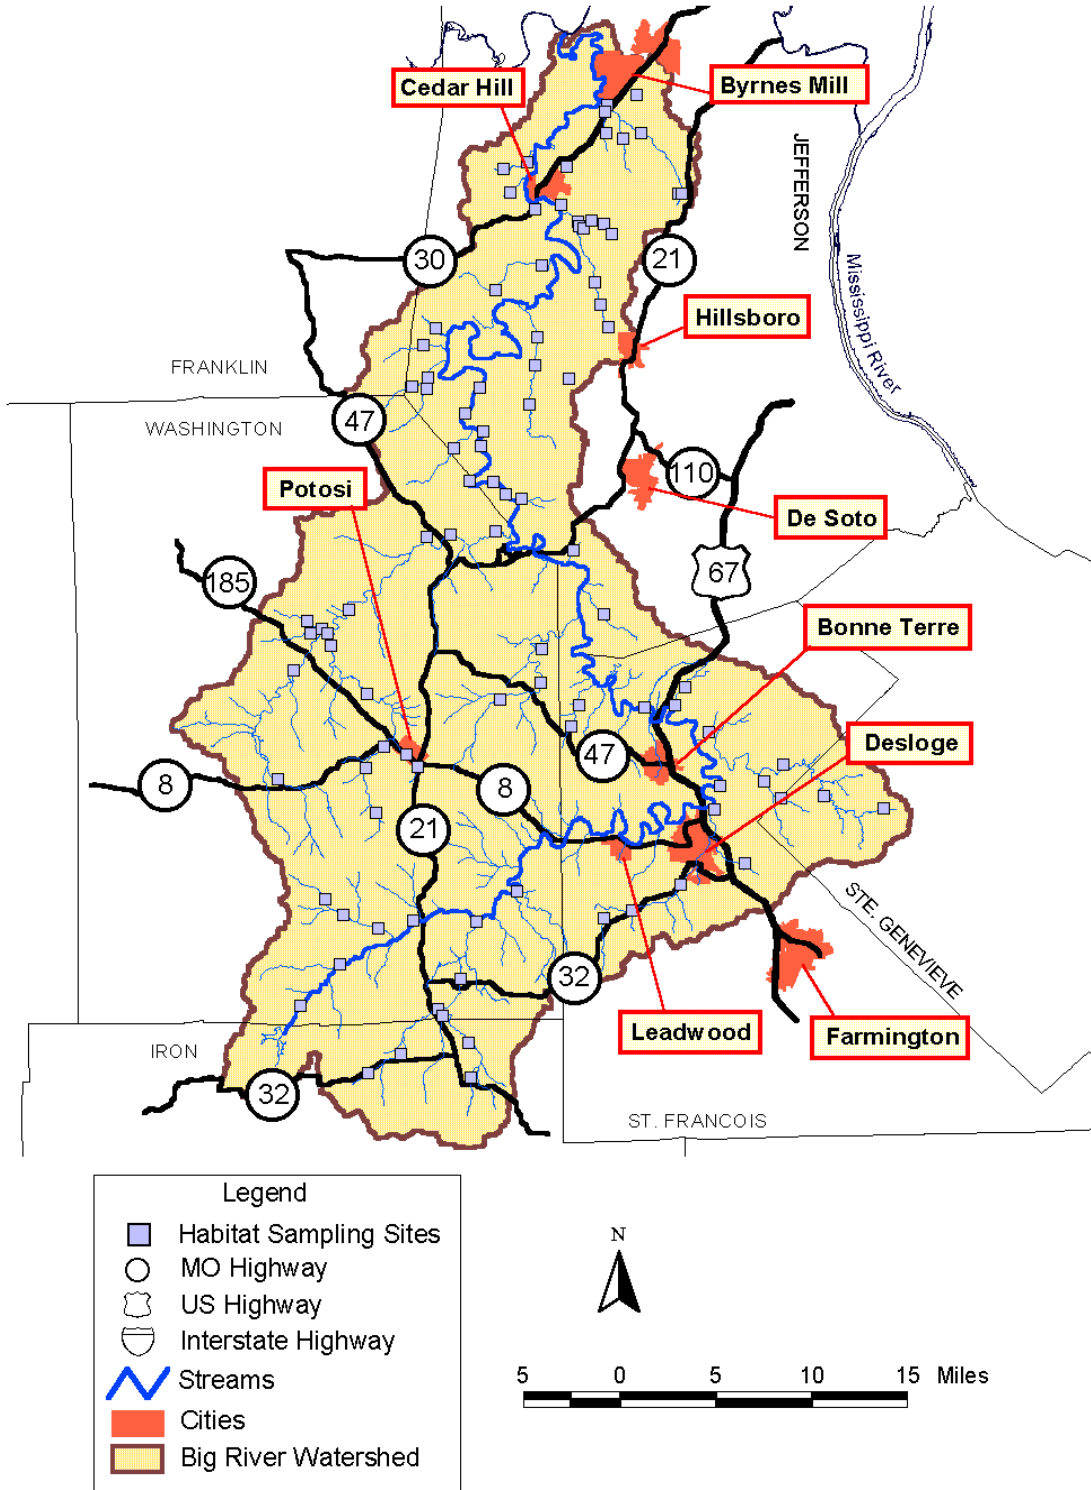 Cedar Hill
Byrnes Mill
JEFFERSON
30
21
Mississippi River
Hillsboro
FRANKLIN
47
WASHINGTON
110
Potosi
De Soto
185
67
Bonne Terre
Desloge
47
8
8
21
STE. GENEVIEVE
32
Leadwood
Farmington
IRON
32
ST. FRANCOIS
Legend
Habitat Sampling Sites
MO Highway
US Highway
Interstate Highway
Streams
Cities
Big River Watershed
N
5 0 5 10 15 Miles